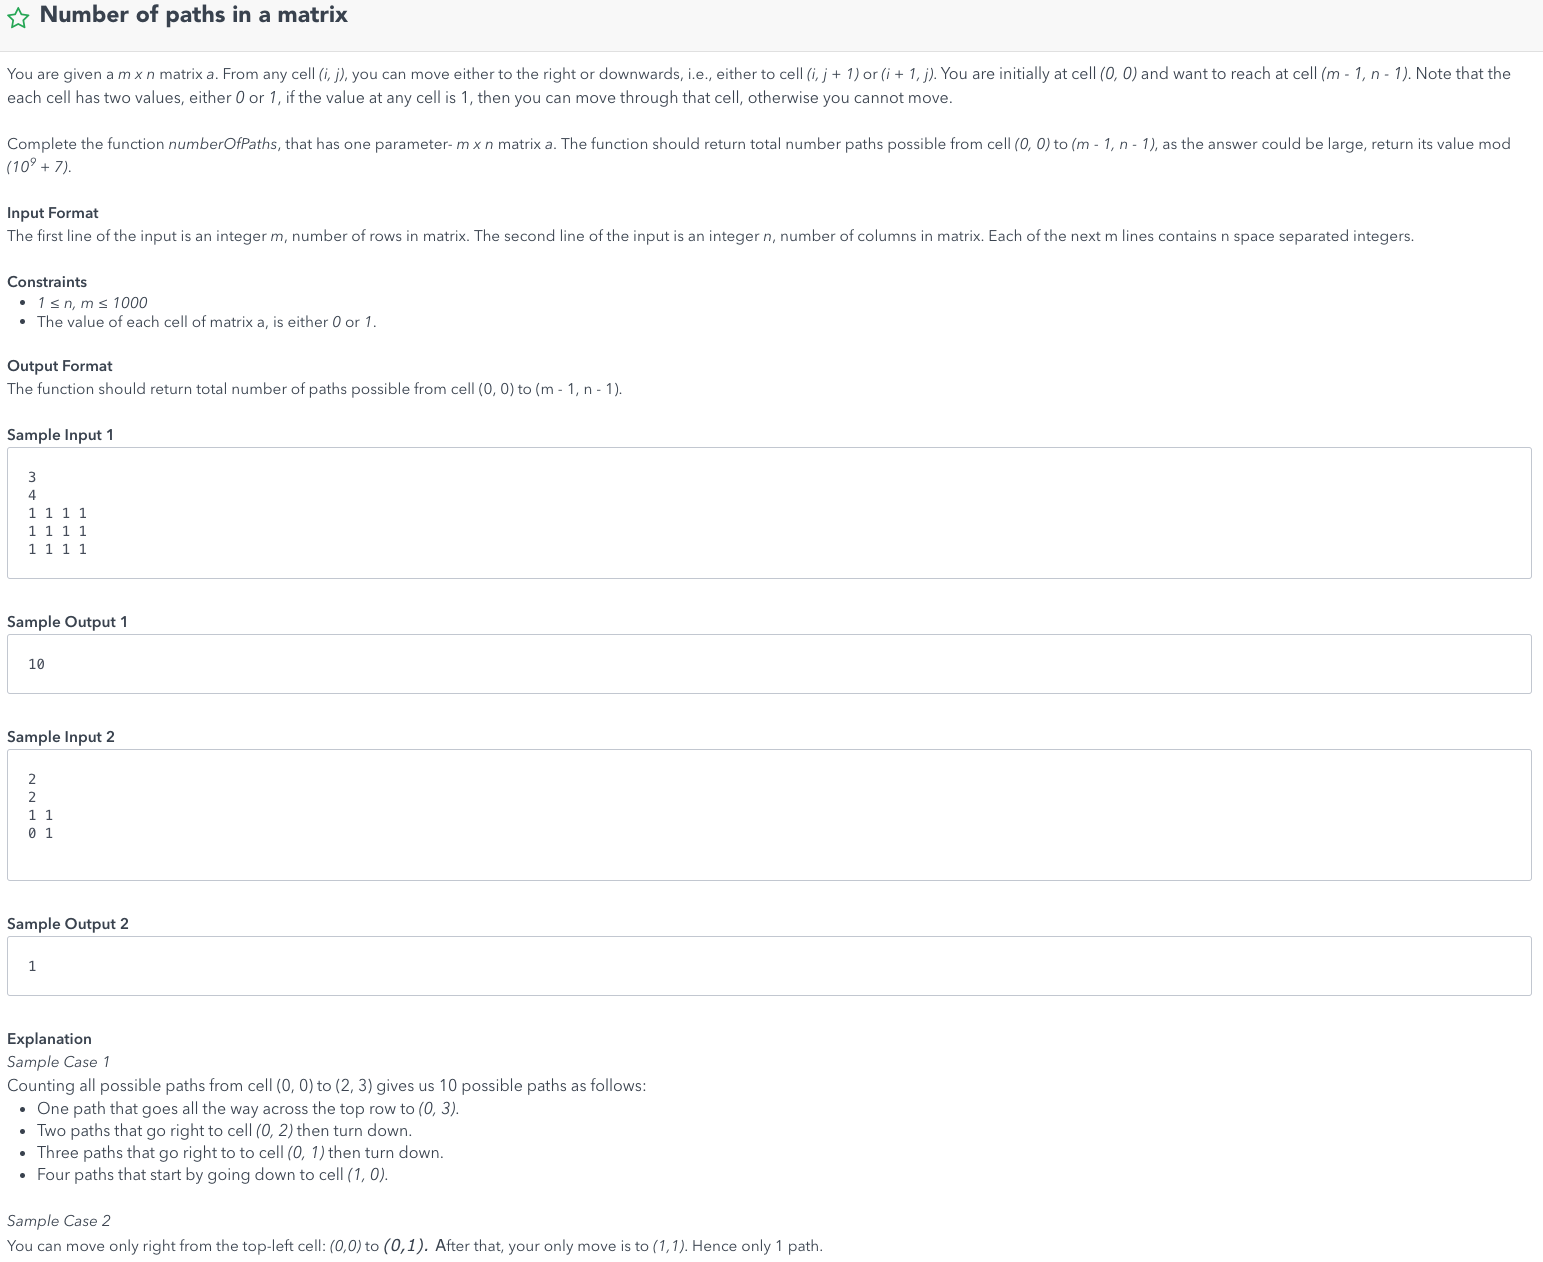 Number of paths in a matrix
You are given a m x n matrix a. From any cell (i, j), you can move either to the right or downwards, i.e., either to cell (i, j + 1) or (i + 1, j). You are initially at cell (0, 0) and want to reach at cell (m - 1, n - 1). Note that the
each cell has two values, either 0 or 1, if the value at any cell is 1, then you can move through that cell, otherwise you cannot move.
Complete the function numberOfPaths, that has one parameter- m x n matrix a. The function should return total number paths possible from cell (0, 0) to (m - 1, n - 1), as the answer could be large, return its value mod
(10⁹ + 7).
Input Format
The first line of the input is an integer m, number of rows in matrix. The second line of the input is an integer n, number of columns in matrix. Each of the next m lines contains n space separated integers.
Constraints
• 1 ≤ n, m ≤ 1000
• The value of each cell of matrix a, is either 0 or 1.
Output Format
The function should return total number of paths possible from cell (0, 0) to (m - 1, n - 1).
Sample Input 1
3
4
1 1 1 1
1 1 1 1
1 1 1 1
Sample Output 1
10
Sample Input 2
2
2
1 1
0 1
Sample Output 2
1
Explanation
Sample Case 1
Counting all possible paths from cell (0, 0) to (2, 3) gives us 10 possible paths as follows:
• One path that goes all the way across the top row to (0, 3).
• Two paths that go right to cell (0, 2) then turn down.
• Three paths that go right to to cell (0, 1) then turn down.
• Four paths that start by going down to cell (1, 0).
Sample Case 2
You can move only right from the top-left cell: (0,0) to (0,1). After that, your only move is to (1,1). Hence only 1 path.